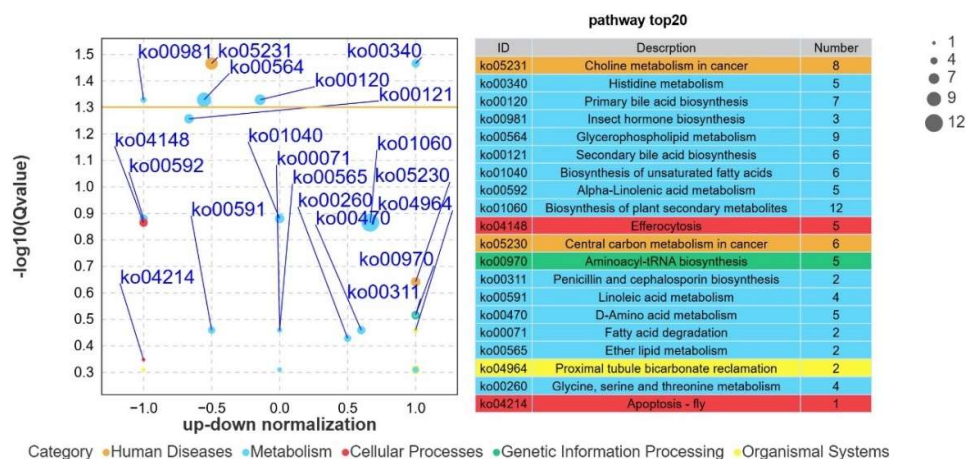 pathway top20
ko00981
ko05231
ko00564
ko00340
ko00120
ko00121
ko04148
ko00592
ko01040
ko00071
ko00565
ko01060
ko05230
ko00591
ko00260
ko00470
ko04964
ko04214
ko00970
ko00311
-log10(Qvalue)
1.5
1.4
1.3
1.2
1.1
1.0
0.9
0.8
0.7
0.6
0.5
0.4
0.3
−1.0 −0.5 0.0 0.5 1.0
up-down normalization
ID Descrption Number
ko05231 Choline metabolism in cancer 8
ko00340 Histidine metabolism 5
ko00120 Primary bile acid biosynthesis 7
ko00981 Insect hormone biosynthesis 3
ko00564 Glycerophospholipid metabolism 9
ko00121 Secondary bile acid biosynthesis 6
ko01040 Biosynthesis of unsaturated fatty acids 6
ko00592 Alpha-Linolenic acid metabolism 5
ko01060 Biosynthesis of plant secondary metabolites 12
ko04148 Efferocytosis 5
ko05230 Central carbon metabolism in cancer 6
ko00970 Aminoacyl-tRNA biosynthesis 5
ko00311 Penicillin and cephalosporin biosynthesis 2
ko00591 Linoleic acid metabolism 4
ko00470 D-Amino acid metabolism 5
ko00071 Fatty acid degradation 2
ko00565 Ether lipid metabolism 2
ko04964 Proximal tubule bicarbonate reclamation 2
ko00260 Glycine, serine and threonine metabolism 4
ko04214 Apoptosis - fly 1
1
4
7
9
12
Category Human Diseases Metabolism Cellular Processes Genetic Information Processing Organismal Systems